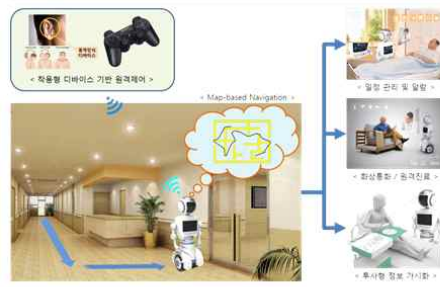 < 착용형 디바이스 기반 원격제어 >
< Map-based Navigation >
< 일정 관리 및 알람 >
< 화상통화 / 원격진료 >
< 투사형 정보 가시화 >